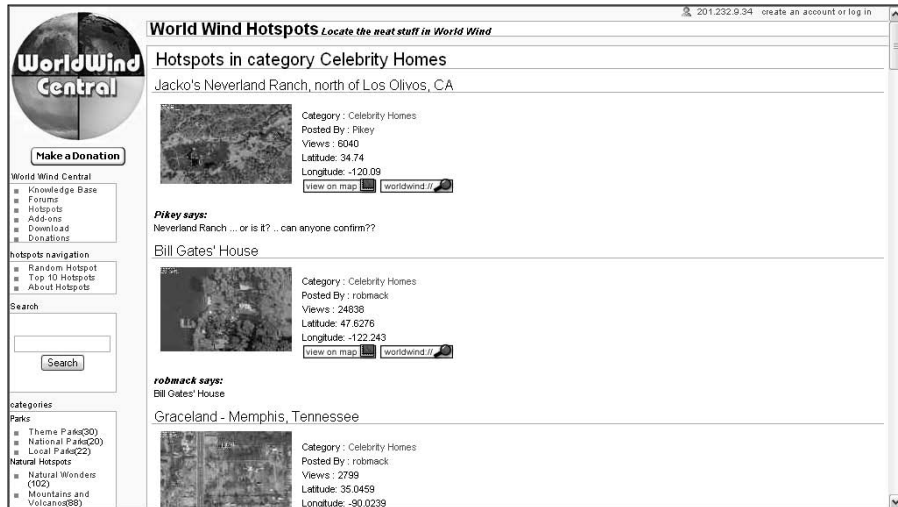 201.232.9.34 create an account or log in
World Wind Hotspots Locate the neat stuff in World Wind
WorldWind
Central
Make a Donation
World Wind Central
Knowledge Base
Forums
Hotspots
Add-ons
Download
Donations
hotspots navigation
Random Hotspot
Top 10 Hotspots
About Hotspots
Search
Search
categories
Parks
Theme Parks(30)
National Parks(20)
Local Parks(22)
Natural Hotspots
Natural Wonders
(102)
Mountains and
Volcanos(88)
Hotspots in category Celebrity Homes
Jacko's Neverland Ranch, north of Los Olivos, CA
Category : Celebrity Homes
Posted By : Pikey
Views : 6040
Latitude: 34.74
Longitude: -120.09
view on map worldwind://
Pikey says:
Neverland Ranch ... or is it? .. can anyone confirm??
Bill Gates' House
Category : Celebrity Homes
Posted By : robmack
Views : 24838
Latitude: 47.6276
Longitude: -122.243
view on map worldwind://
robmack says:
Bill Gates' House
Graceland - Memphis, Tennessee
Category : Celebrity Homes
Posted By : robmack
Views : 2799
Latitude: 35.0459
Longitude: -90.0239